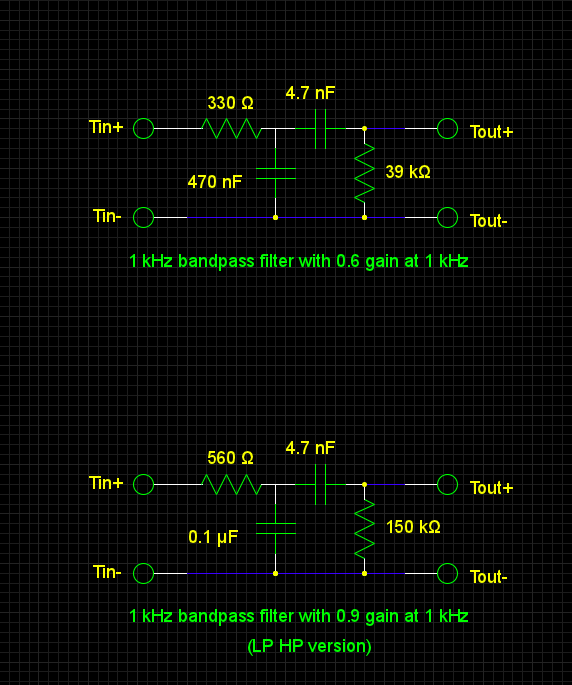 330 Ω
4.7 nF
Tin+
Tout+
470 nF
39 kΩ
Tin-
Tout-
1 kHz bandpass filter with 0.6 gain at 1 kHz
560 Ω
4.7 nF
Tin+
Tout+
0.1 µF
150 kΩ
Tin-
Tout-
1 kHz bandpass filter with 0.9 gain at 1 kHz
(LP HP version)